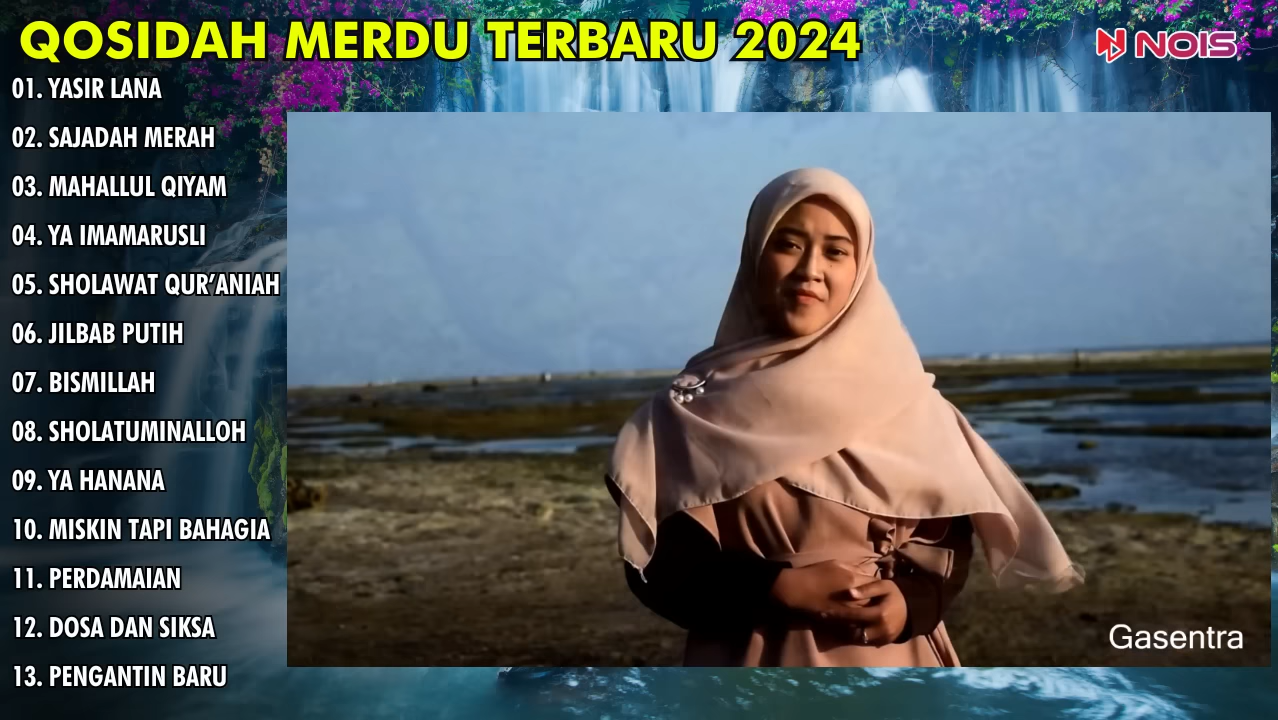 QOSIDAH MERDU TERBARU 2024
NOIS
01. YASIR LANA
02. SAJADAH MERAH
03. MAHALLUL QIYAM
04. YA IMAMARUSLI
05. SHOLAWAT QUR’ANIAH
06. JILBAB PUTIH
07. BISMILLAH
08. SHOLATUMINALLOH
09. YA HANANA
10. MISKIN TAPI BAHAGIA
11. PERDAMAIAN
12. DOSA DAN SIKSA
13. PENGANTIN BARU
Gasentra